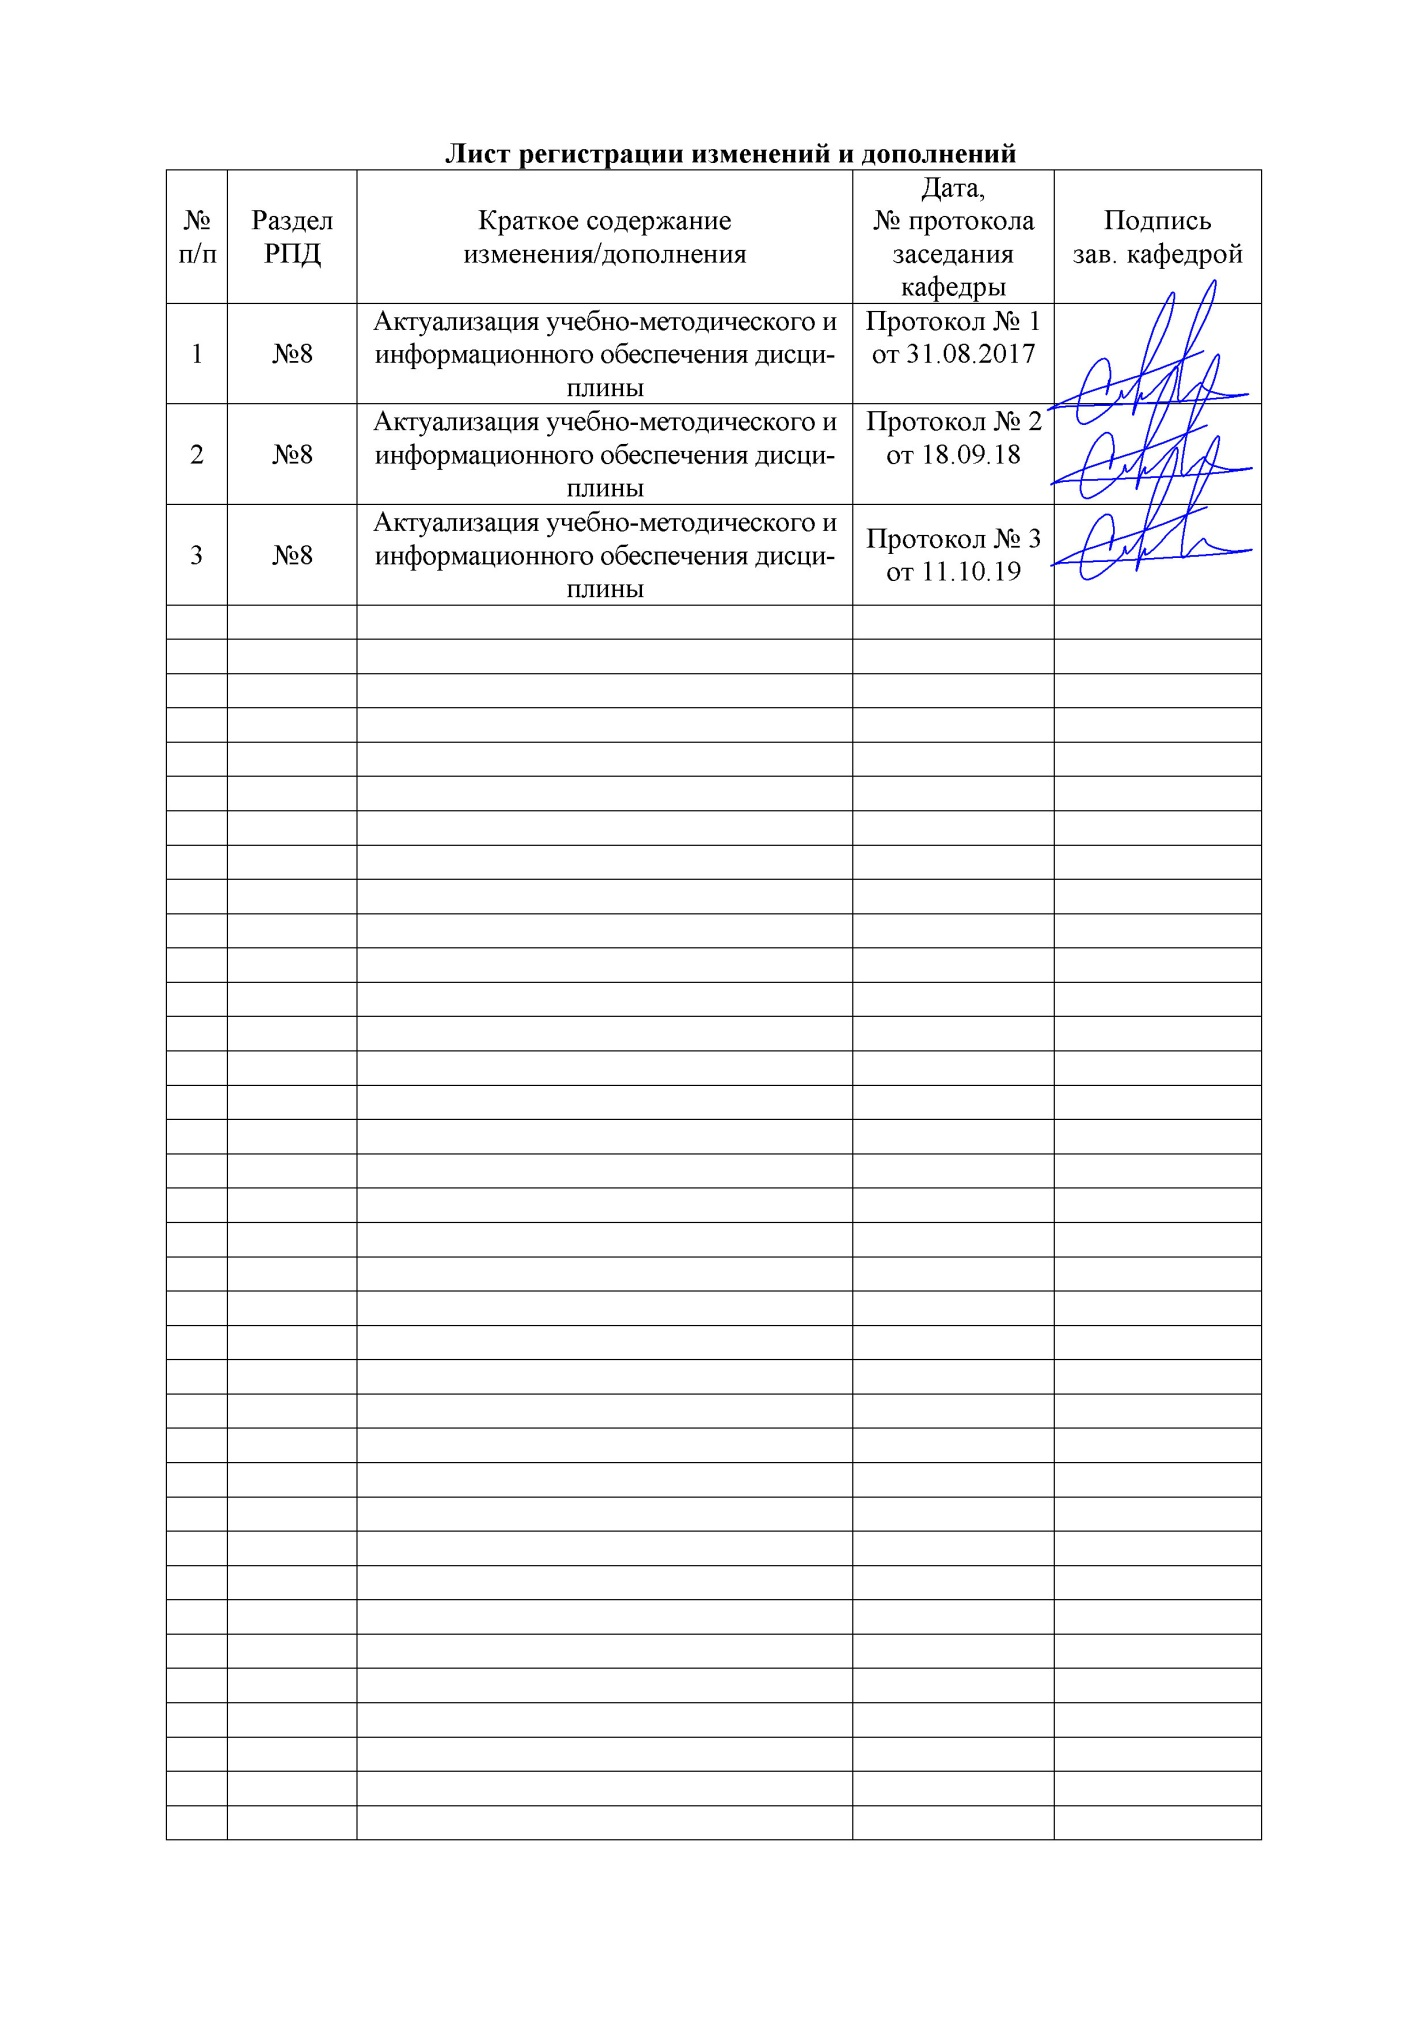 Лист регистрации изменений и дополнений
№
п/п
Раздел
РПД
Краткое содержание
изменения/дополнения
Дата,
№ протокола
заседания
кафедры
Подпись
зав. кафедрой
1
№8
Актуализация учебно-методического и
информационного обеспечения дисци-
плины
Протокол № 1
от 31.08.2017
2
№8
Актуализация учебно-методического и
информационного обеспечения дисци-
плины
Протокол № 2
от 18.09.18
3
№8
Актуализация учебно-методического и
информационного обеспечения дисци-
плины
Протокол № 3
от 11.10.19